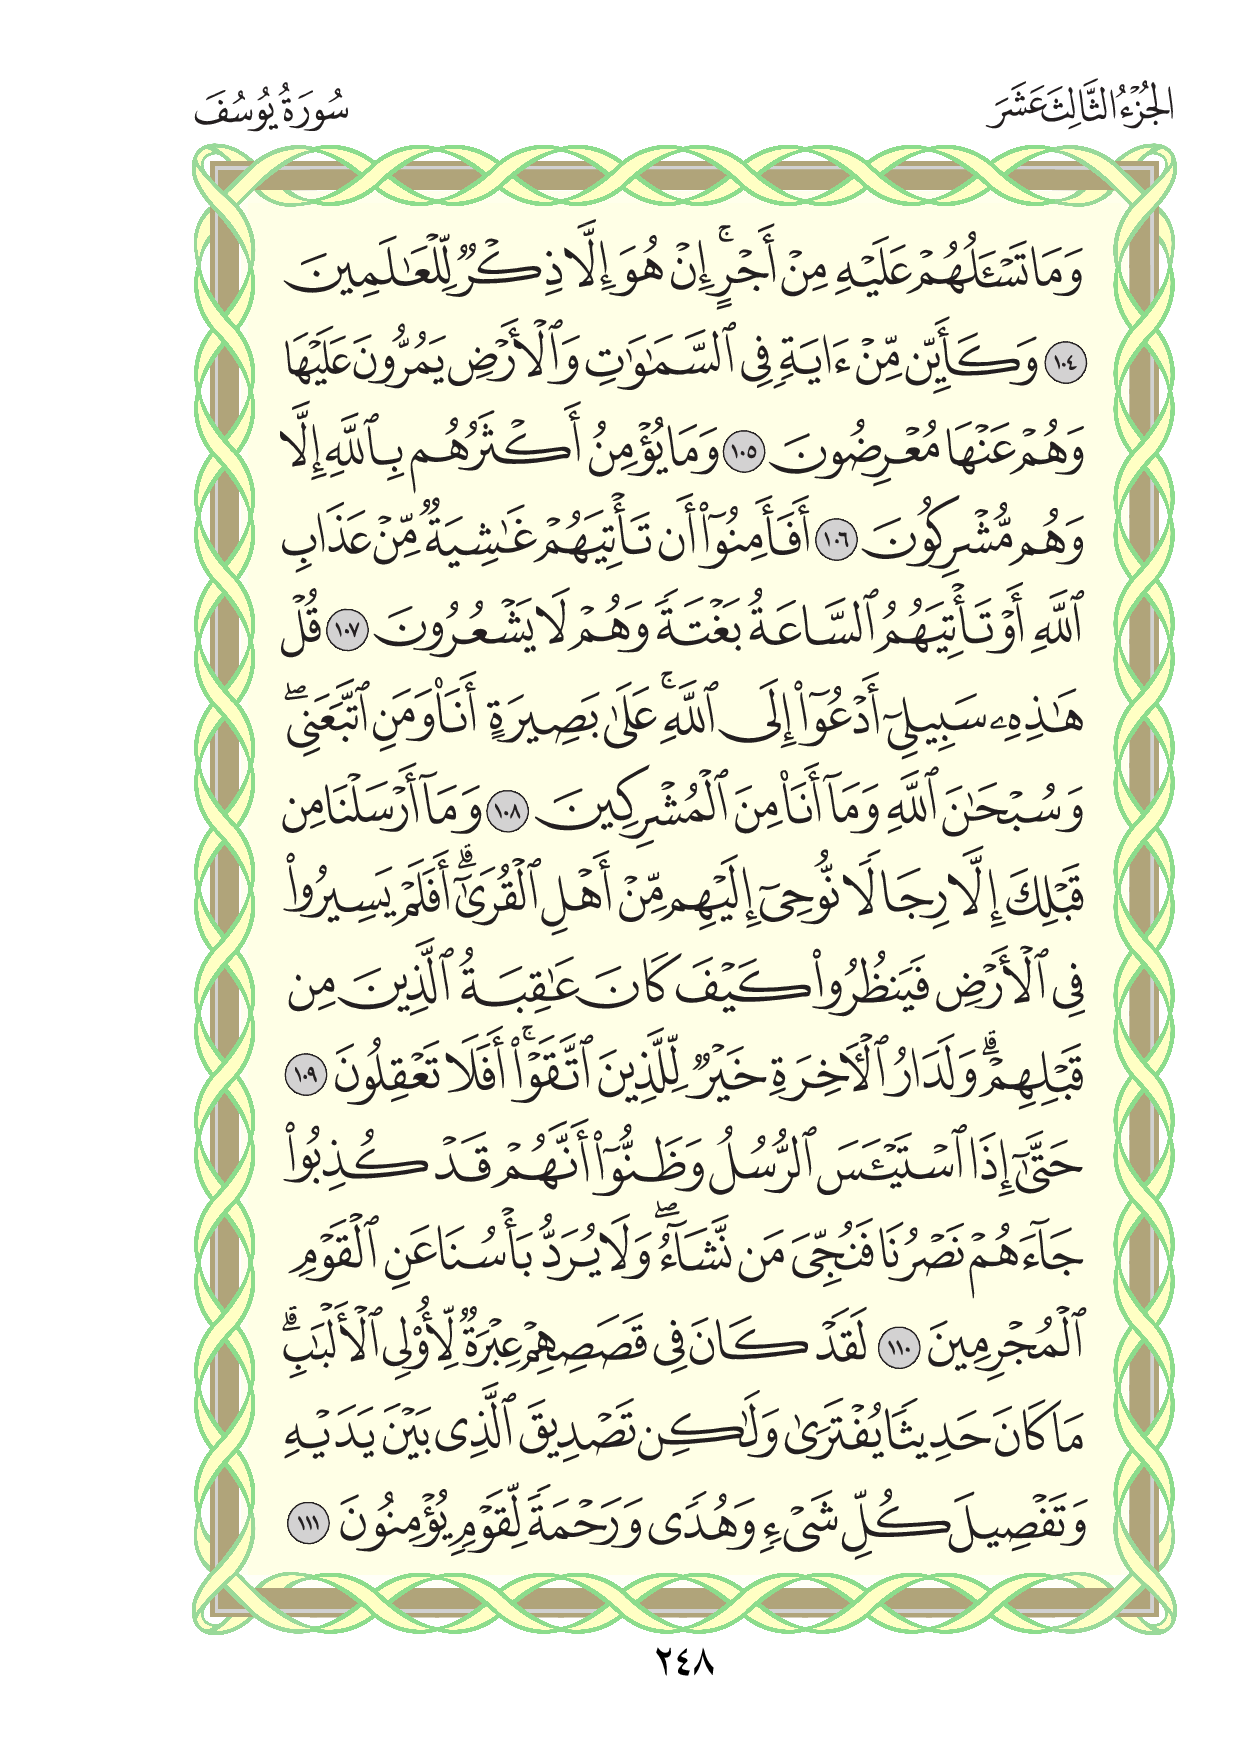 الجُزْءُ الثَّالِثَ عَشَرَ
سُورَةُ يُوسُفَ
وَمَا تَسْـَٔلُهُمْ عَلَيْهِ مِنْ أَجْرٍۚ إِنْ هُوَ إِلَّا ذِكْرٌ لِّلْعَٰلَمِينَ
١٠٤ وَكَأَيِّن مِّنْ ءَايَةٍ فِى ٱلسَّمَٰوَٰتِ وَٱلْأَرْضِ يَمُرُّونَ عَلَيْهَا
وَهُمْ عَنْهَا مُعْرِضُونَ ١٠٥ وَمَا يُؤْمِنُ أَكْثَرُهُم بِٱللَّهِ إِلَّا
وَهُم مُّشْرِكُونَ ١٠٦ أَفَأَمِنُوٓا۟ أَن تَأْتِيَهُمْ غَٰشِيَةٌ مِّنْ عَذَابِ
ٱللَّهِ أَوْ تَأْتِيَهُمُ ٱلسَّاعَةُ بَغْتَةً وَهُمْ لَا يَشْعُرُونَ ١٠٧ قُلْ
هَٰذِهِۦ سَبِيلِىٓ أَدْعُوٓا۟ إِلَى ٱللَّهِۚ عَلَىٰ بَصِيرَةٍ أَنَا۠ وَمَنِ ٱتَّبَعَنِىۖ
وَسُبْحَٰنَ ٱللَّهِ وَمَآ أَنَا۠ مِنَ ٱلْمُشْرِكِينَ ١٠٨ وَمَآ أَرْسَلْنَا مِن
قَبْلِكَ إِلَّا رِجَالًا نُّوحِىٓ إِلَيْهِم مِّنْ أَهْلِ ٱلْقُرَىٰٓۗ أَفَلَمْ يَسِيرُوا۟
فِى ٱلْأَرْضِ فَيَنظُرُوا۟ كَيْفَ كَانَ عَٰقِبَةُ ٱلَّذِينَ مِن
قَبْلِهِمْۗ وَلَدَارُ ٱلْءَاخِرَةِ خَيْرٌ لِّلَّذِينَ ٱتَّقَوْا۟ۚ أَفَلَا تَعْقِلُونَ ١٠٩
حَتَّىٰٓ إِذَا ٱسْتَيْـَٔسَ ٱلرُّسُلُ وَظَنُّوٓا۟ أَنَّهُمْ قَدْ كُذِبُوا۟
جَآءَهُمْ نَصْرُنَا فَنُجِّىَ مَن نَّشَآءُۖ وَلَا يُرَدُّ بَأْسُنَا عَنِ ٱلْقَوْمِ
ٱلْمُجْرِمِينَ ١١٠ لَقَدْ كَانَ فِى قَصَصِهِمْ عِبْرَةٌ لِّأُو۟لِى ٱلْأَلْبَٰبِۗ
مَا كَانَ حَدِيثًا يُفْتَرَىٰ وَلَٰكِن تَصْدِيقَ ٱلَّذِى بَيْنَ يَدَيْهِ
وَتَفْصِيلَ كُلِّ شَىْءٍ وَهُدًى وَرَحْمَةً لِّقَوْمٍ يُؤْمِنُونَ ١١١
٢٤٨